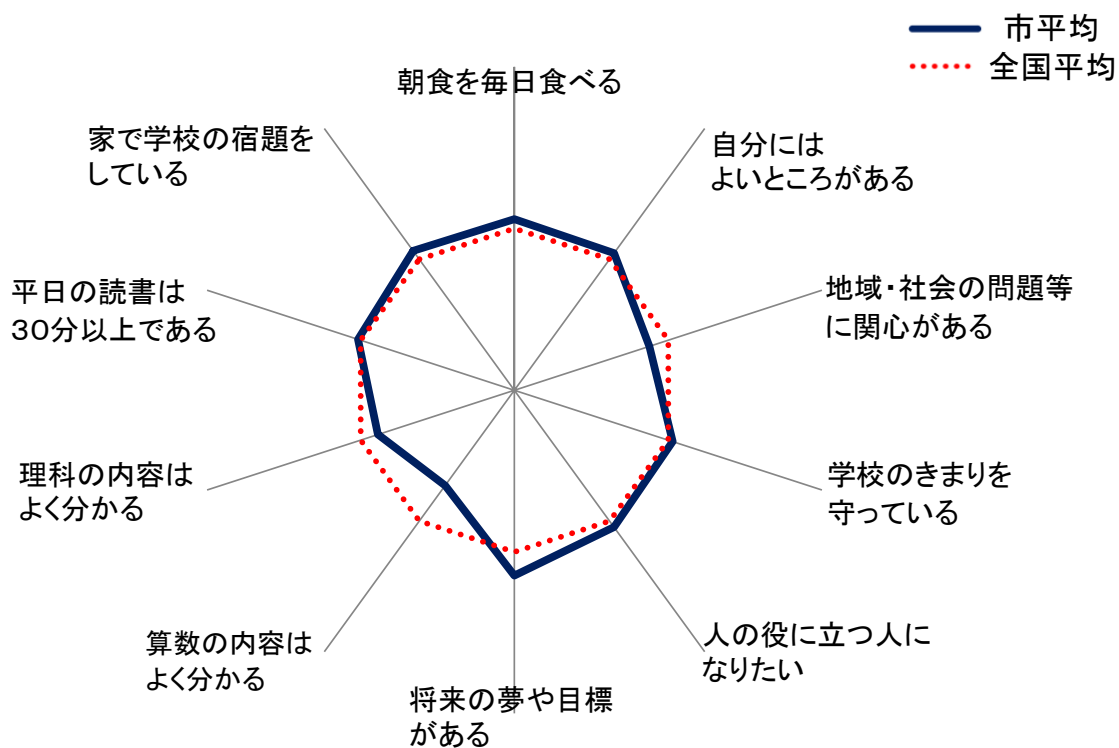 市平均
全国平均
朝食を毎日食べる
自分には
よいところがある
地域・社会の問題等
に関心がある
学校のきまりを
守っている
人の役に立つ人に
なりたい
将来の夢や目標
がある
算数の内容は
よく分かる
理科の内容は
よく分かる
平日の読書は
30分以上である
家で学校の宿題を
している